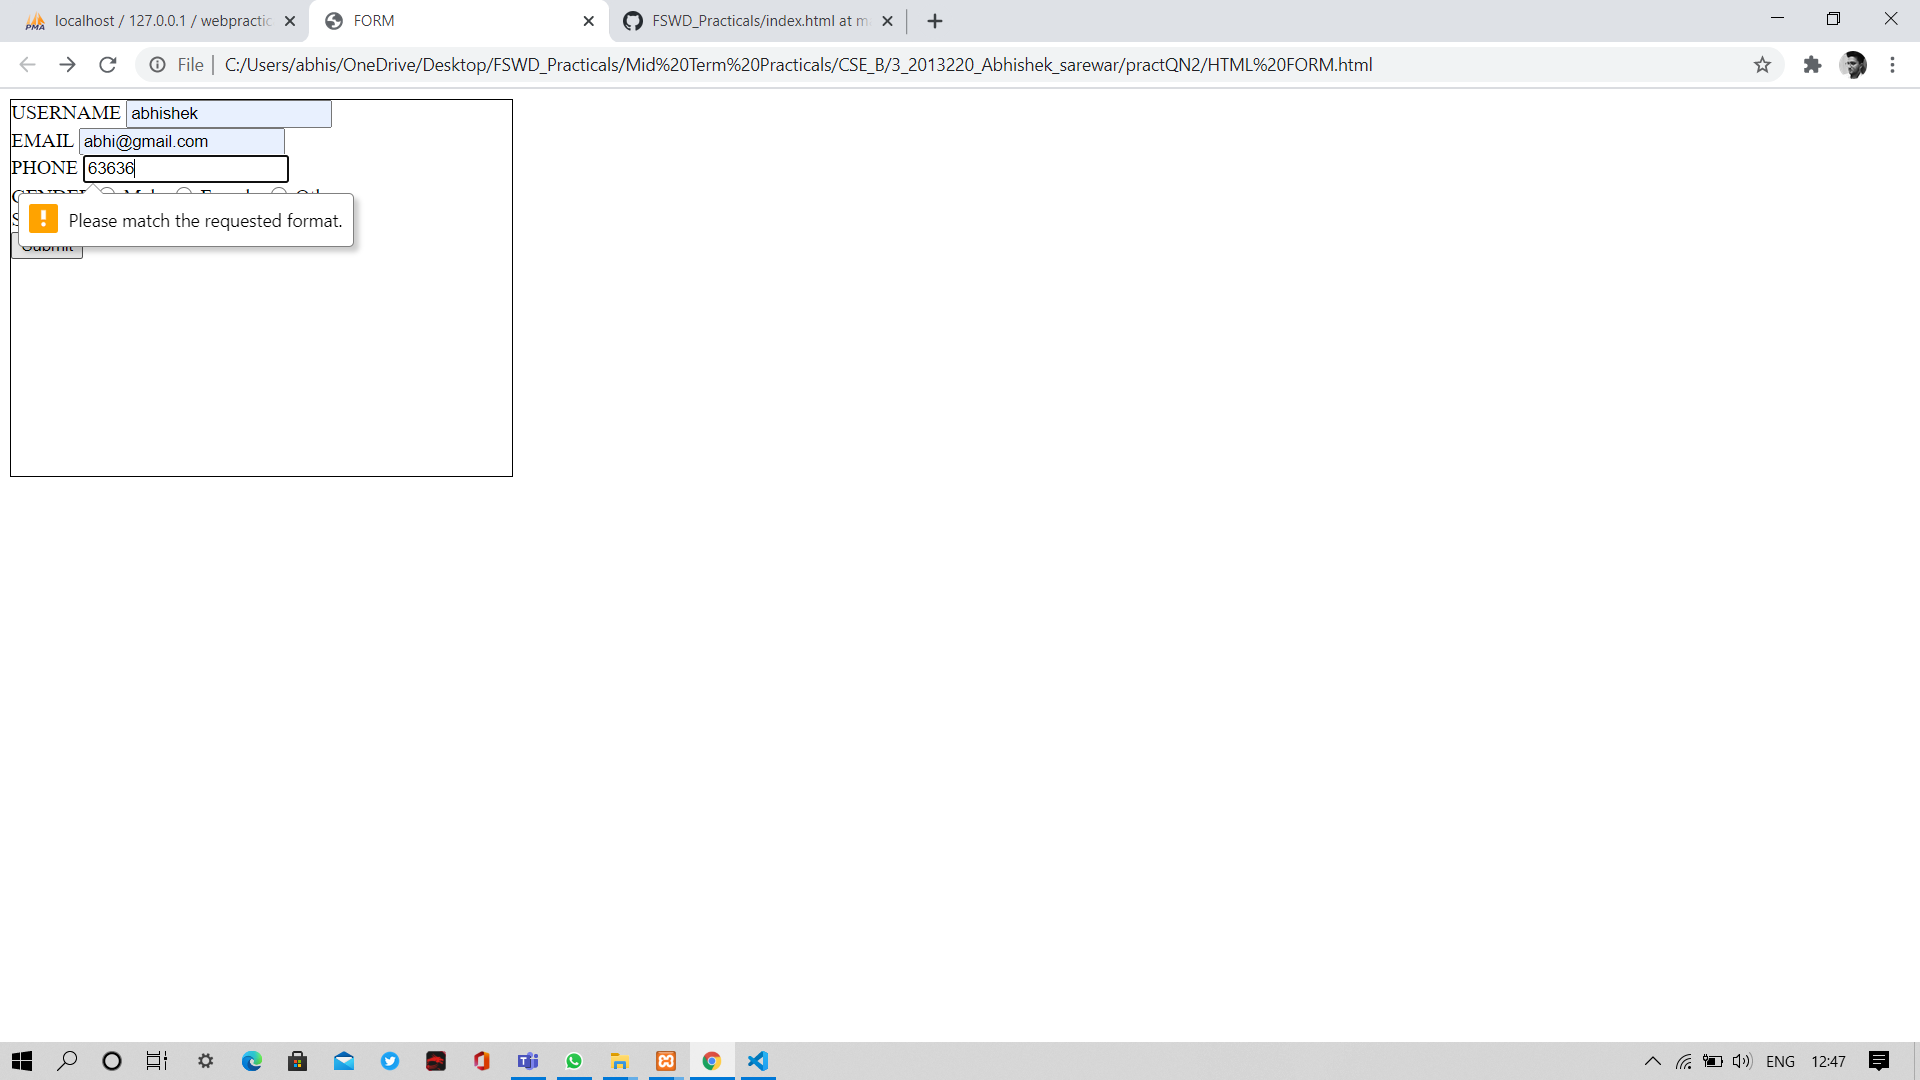 localhost / 127.0.0.1 / webpractic
FORM
FSWD_Practicals/index.html at m
File
C:/Users/abhis/OneDrive/Desktop/FSWD_Practicals/Mid%20Term%20Practicals/CSE_B/3_2013220_Abhishek_sarewar/practQN2/HTML%20FORM.html
USERNAME abhishek
EMAIL abhi@gmail.com
PHONE 63636
Please match the requested format.
Submit
ENG 12:47